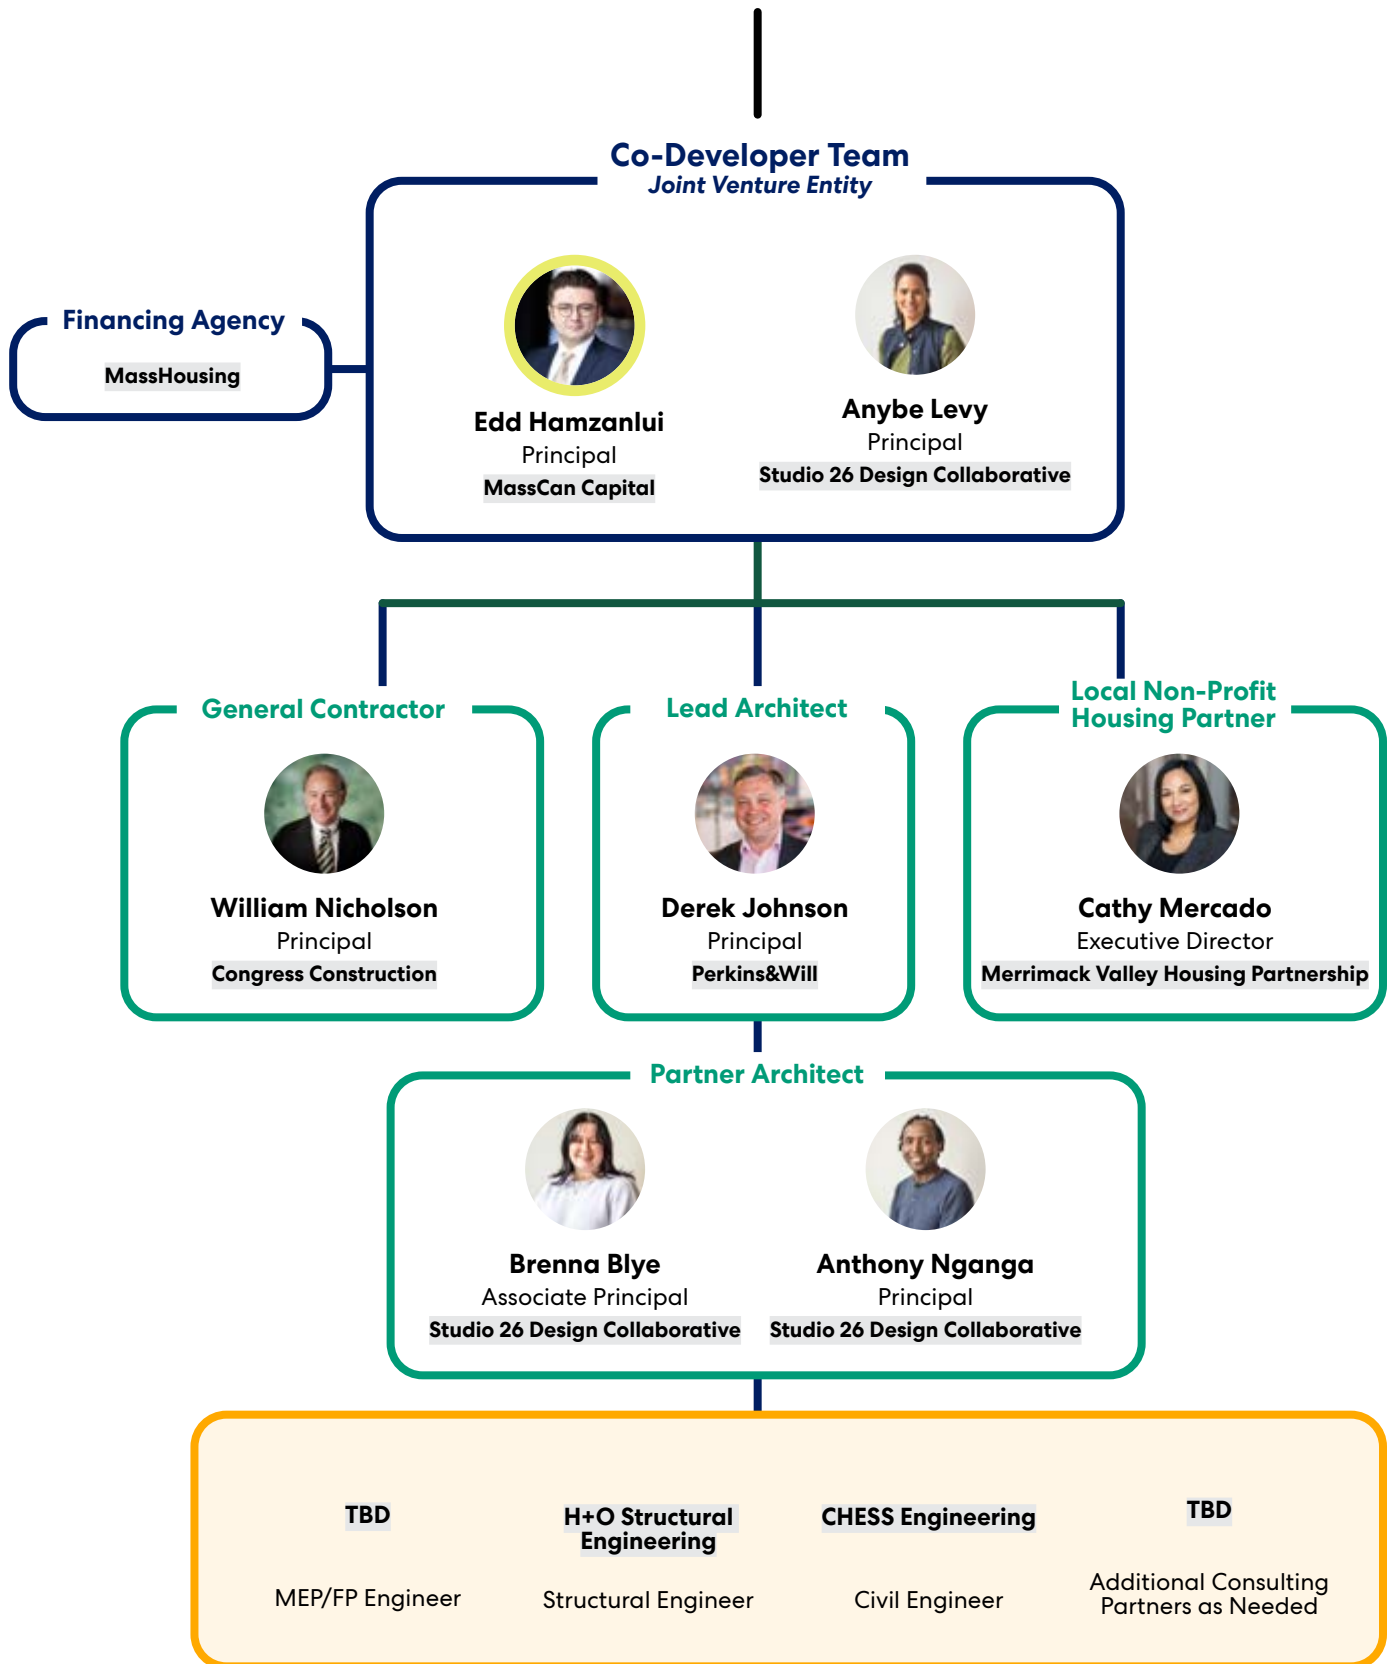 Co-Developer Team
Joint Venture Entity
Financing Agency
MassHousing
Edd Hamzanlui
Principal
MassCan Capital
Anybe Levy
Principal
Studio 26 Design Collaborative
General Contractor
William Nicholson
Principal
Congress Construction
Lead Architect
Derek Johnson
Principal
Perkins&Will
Local Non-Profit
Housing Partner
Cathy Mercado
Executive Director
Merrimack Valley Housing Partnership
Partner Architect
Brenna Blye
Associate Principal
Studio 26 Design Collaborative
Anthony Nganga
Principal
Studio 26 Design Collaborative
TBD
MEP/FP Engineer
H+O Structural
Engineering
Structural Engineer
CHESS Engineering
Civil Engineer
TBD
Additional Consulting
Partners as Needed